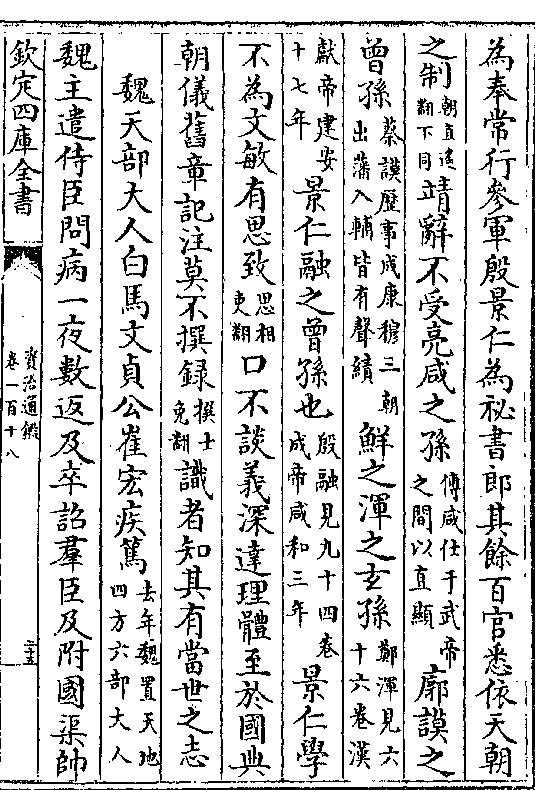 為奉常行參軍殷景仁為祕書郎其餘百官悉依天朝
之制朝直遥翻下同靖辭不受亮咸之孫傅咸仕于武帝之間以直顯廓謨之
曾孫蔡謨歷事成康穆三朝出藩入輔皆有聲績鮮之渾之玄孫鄭渾見六十六卷漢
獻帝建安十七年景仁融之曾孫也殷融見九十四卷成帝咸和三年景仁學
不為文敏有思致思相吏翻口不談義深達理體至於國典
朝儀舊章記注莫不撰録撰士免翻識者知其有當世之志
魏天部大人白馬文貞公崔宏疾篤去年魏置天地四方六部大人
魏主遣侍臣問病一夜數返及卒詔羣臣及附國渠帥
欽定四庫全書
資治通鑑
卷一百十八
三十五